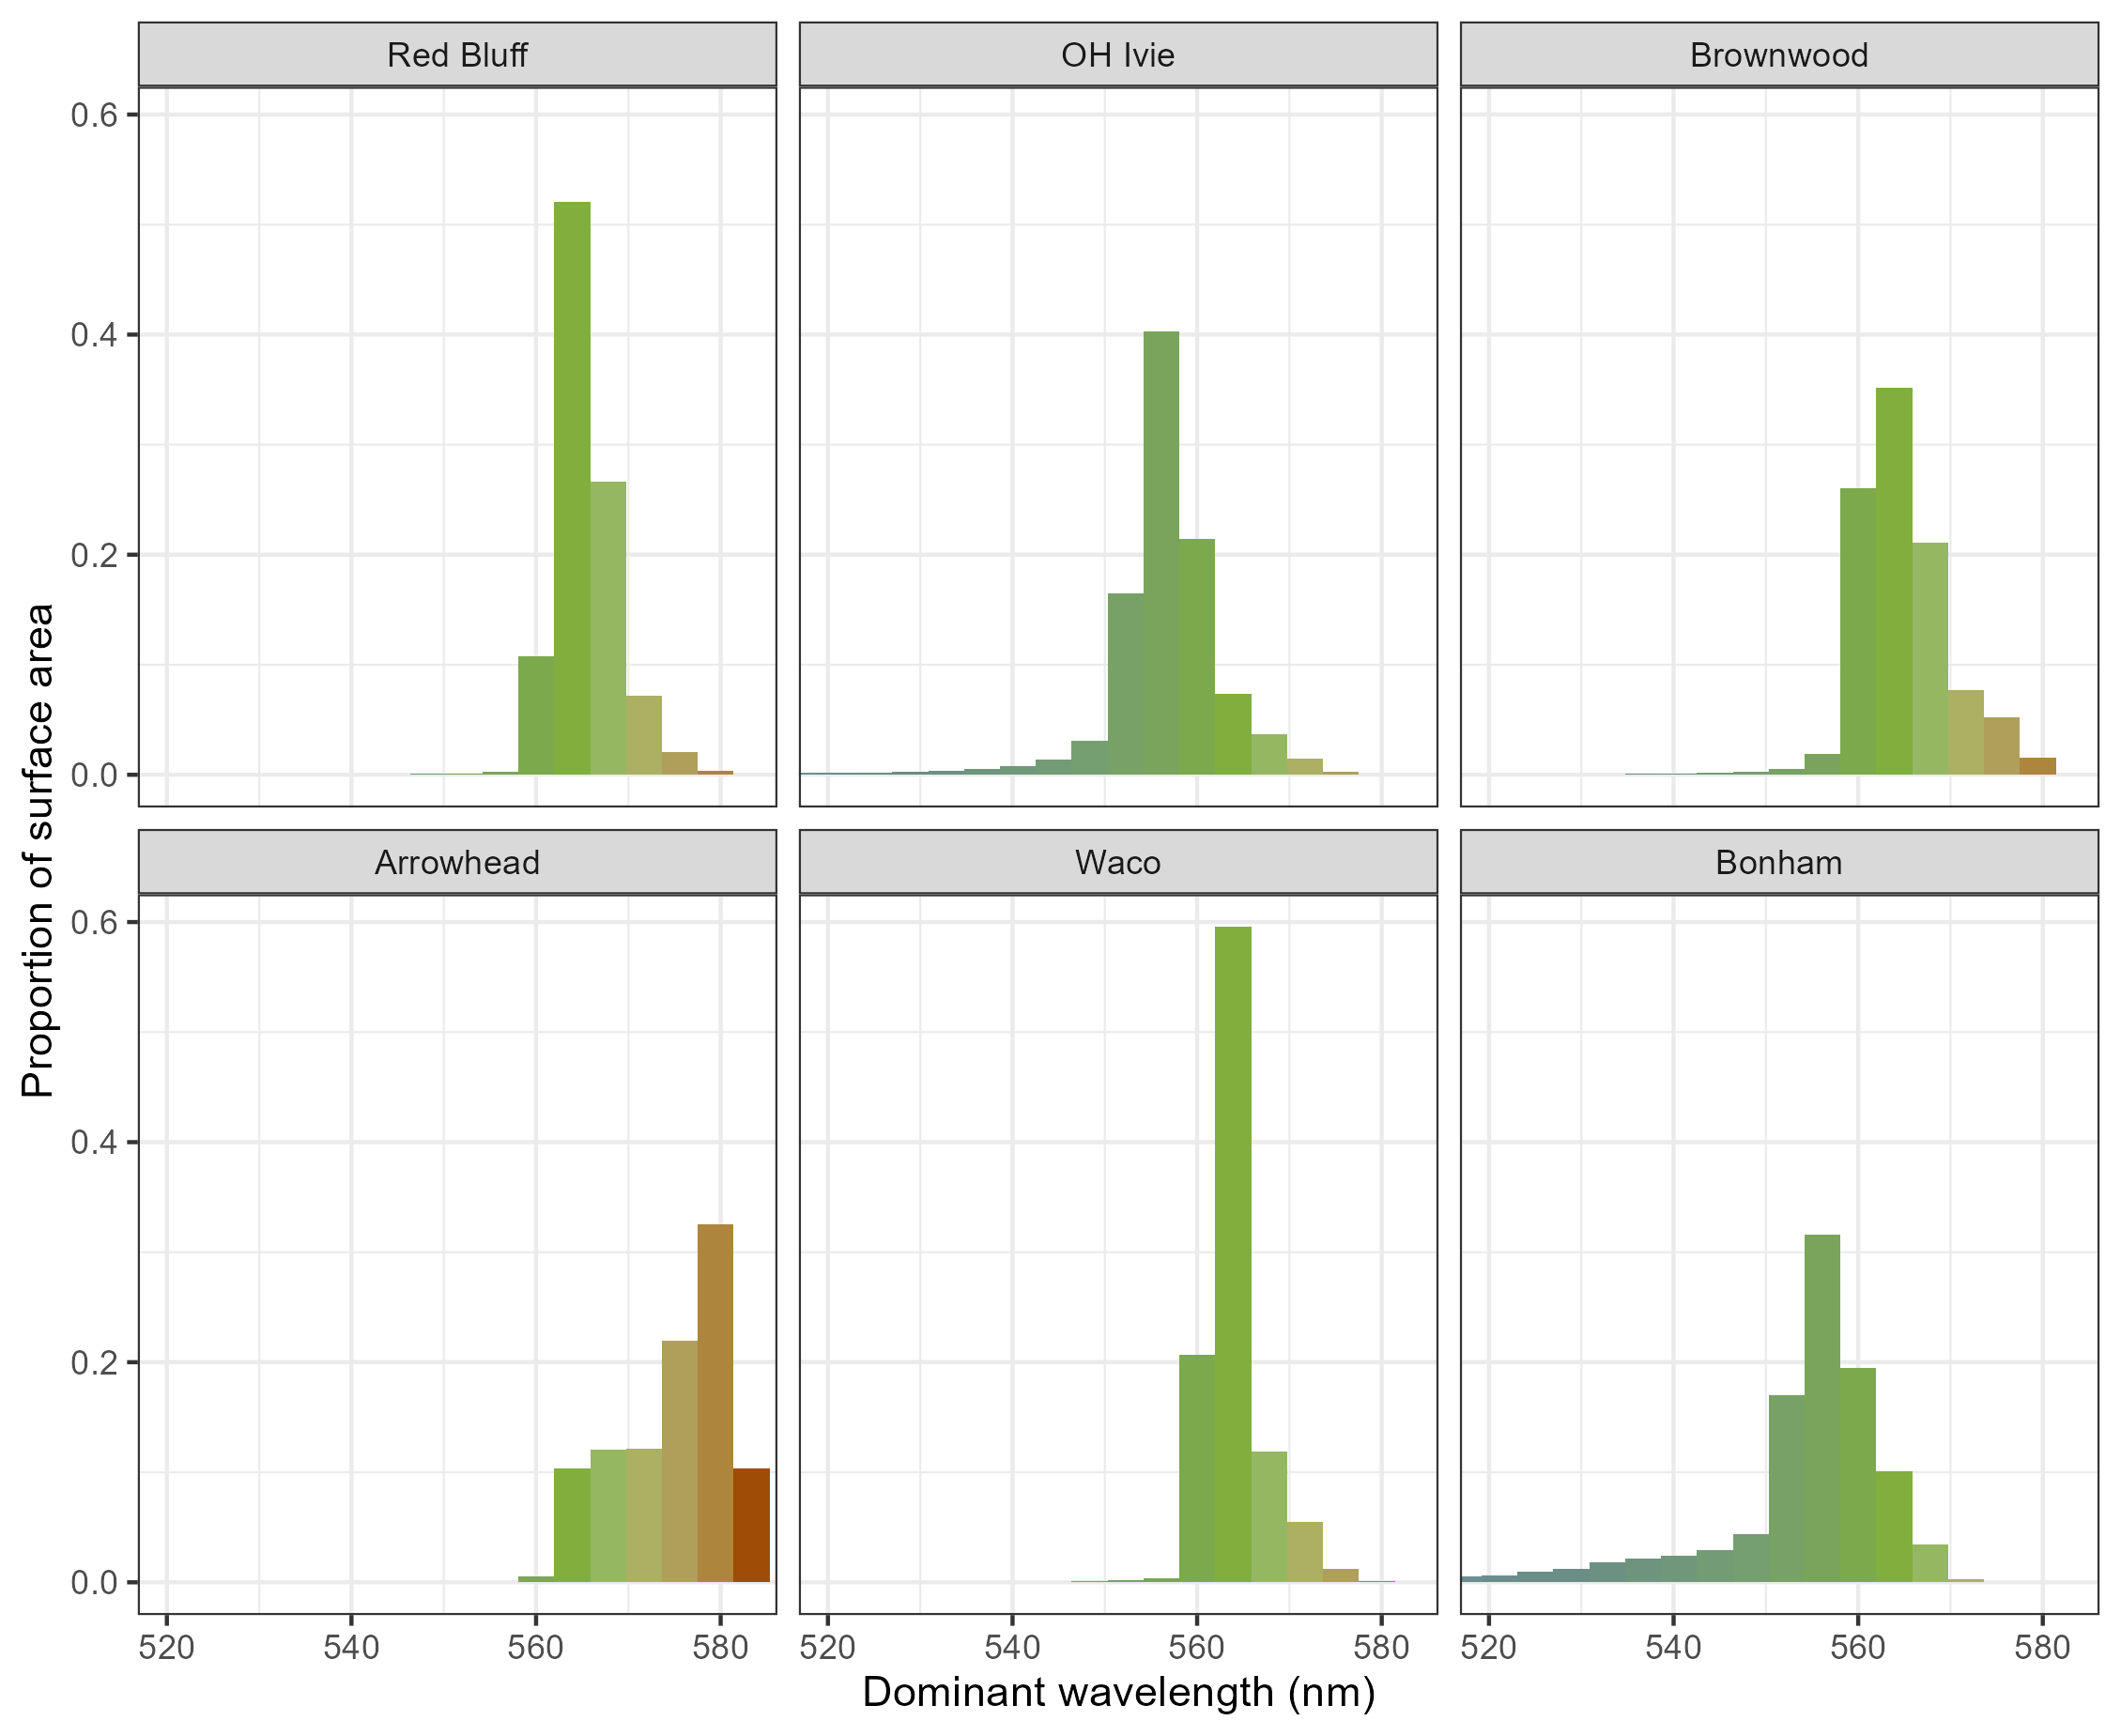 Red Bluff
OH Ivie
Brownwood
0.6
0.4
0.2
0.0
Arrowhead
Waco
Bonham
0.6
0.4
0.2
0.0
520 540 560 580
520 540 560 580
520 540 560 580
Dominant wavelength (nm)
Proportion of surface area